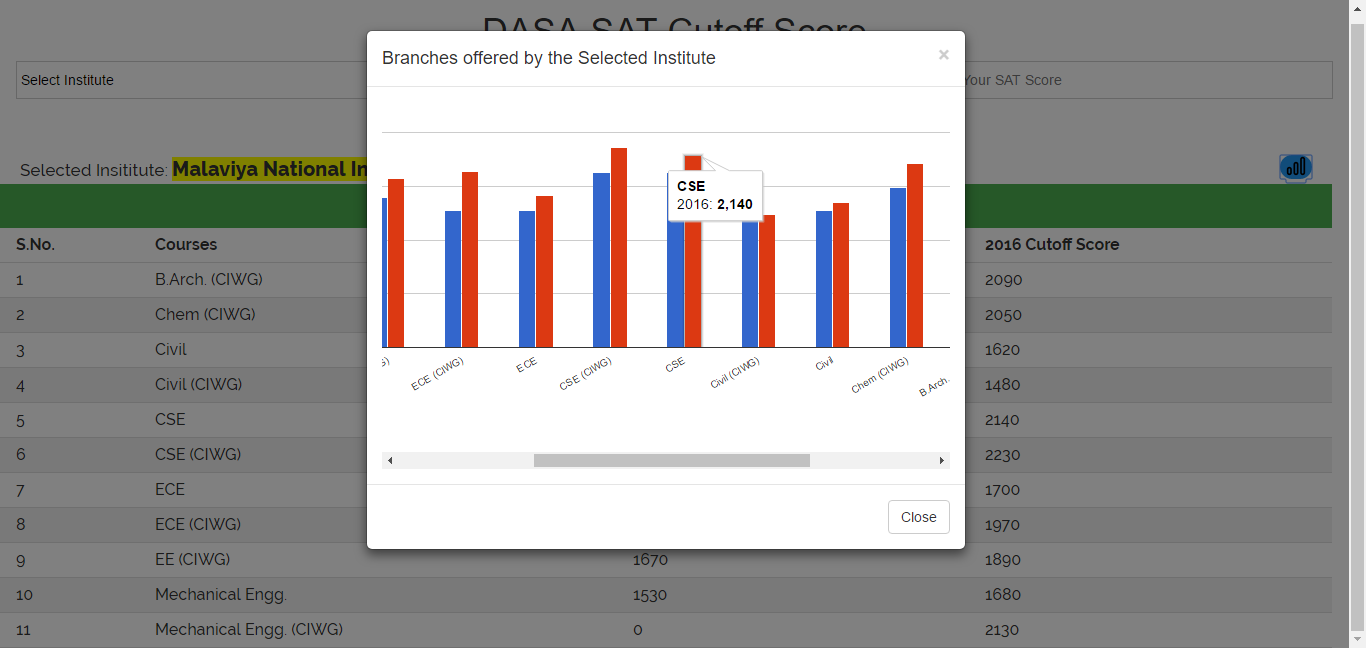 DASA SAT Cutoff Score
Branches offered by the Selected Institute
×
Select Institute
Your SAT Score
Selected Insititute: Malaviya National In
CSE
2016: 2,140
ECE (CIWG)
ECE
CSE (CIWG)
CSE
Civil (CIWG)
Civil
Chem (CIWG)
B.Arch.
Close
S.No. Courses 2016 Cutoff Score
1 B.Arch. (CIWG) 2090
2 Chem (CIWG) 2050
3 Civil 1620
4 Civil (CIWG) 1480
5 CSE 2140
6 CSE (CIWG) 2230
7 ECE 1700
8 ECE (CIWG) 1970
9 EE (CIWG) 1670 1890
10 Mechanical Engg. 1530 1680
11 Mechanical Engg. (CIWG) 0 2130